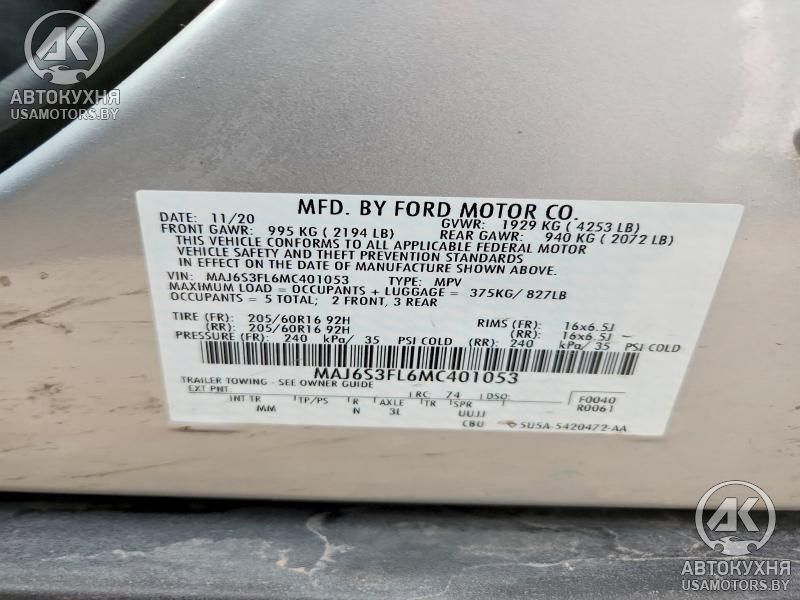 AK
АВТОКУХНЯ
USAMOTORS.BY
MFD. BY FORD MOTOR CO.
DATE: 11/20 GVWR: 1929 KG ( 4253 LB)
FRONT GAWR: 995 KG ( 2194 LB) REAR GAWR: 940 KG ( 2072 LB)
THIS VEHICLE CONFORMS TO ALL APPLICABLE FEDERAL MOTOR
VEHICLE SAFETY AND THEFT PREVENTION STANDARDS
IN EFFECT ON THE DATE OF MANUFACTURE SHOWN ABOVE.
VIN: MAJ6S3FL6MC401053 TYPE: MPV
MAXIMUM LOAD = OCCUPANTS + LUGGAGE = 375KG/ 827LB
OCCUPANTS = 5 TOTAL; 2 FRONT, 3 REAR
TIRE (FR): 205/60R16 92H RIMS (FR): 16x6.5J
(RR): 205/60R16 92H (RR): 16x6.5J
PRESSURE (FR): 240 kPa/ 35 PSI COLD (RR): 240 kPa/ 35 PSI COLD
MAJ6S3FL6MC401053
TRAILER TOWING - SEE OWNER GUIDE
EXT PNT: RC: 74 DSO: F0040
INT TR TP/PS R AXLE TR SPR R0061
MM N 3L UUJJ
CBU 5U5A-5420472-AA
AK
АВТОКУХНЯ
USAMOTORS.BY